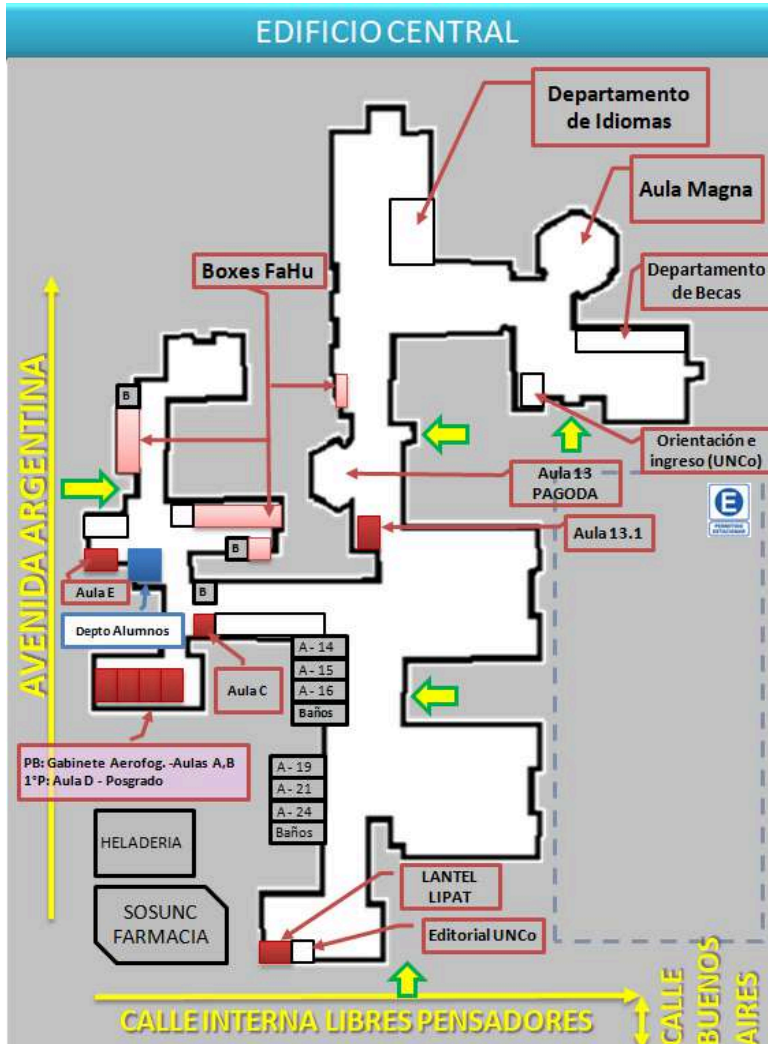 EDIFICIO CENTRAL
Departamento
de Idiomas
Aula Magna
Boxes FaHu
Departamento
de Becas
AVENIDA ARGENTINA
B
Orientación e
ingreso (UNCo)
Aula 13
PAGODA
E
PERMITIDO
ESTACIONAR
Aula 13.1
B
Aula E
B
Depto Alumnos
A - 14
A - 15
A - 16
Baños
Aula C
PB: Gabinete Aerofog. -Aulas A,B
1°P: Aula D - Posgrado
A - 19
A - 21
A - 24
Baños
HELADERIA
LANTEL
LIPAT
SOSUNC
FARMACIA
Editorial UNCo
CALLE INTERNA LIBRES PENSADORES
CALLE
BUENOS
AIRES